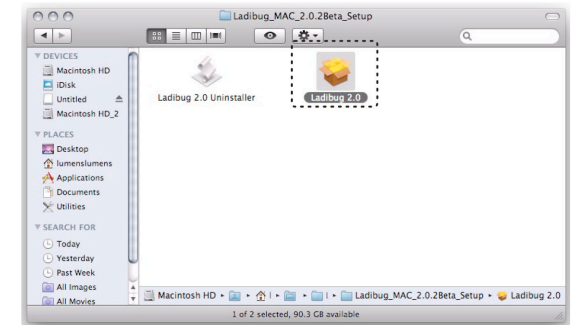 Ladibug_MAC_2.0.2Beta_Setup
DEVICES
Macintosh HD
iDisk
Untitled
Macintosh HD_2
PLACES
Desktop
lumenslumens
Applications
Documents
Utilities
SEARCH FOR
Today
Yesterday
Past Week
All Images
All Movies
Ladibug 2.0 Uninstaller
Ladibug 2.0
Macintosh HD ▸ ▸ l ▸ ▸ l ▸ Ladibug_MAC_2.0.2Beta_Setup ▸ Ladibug 2.0
1 of 2 selected, 90.3 GB available